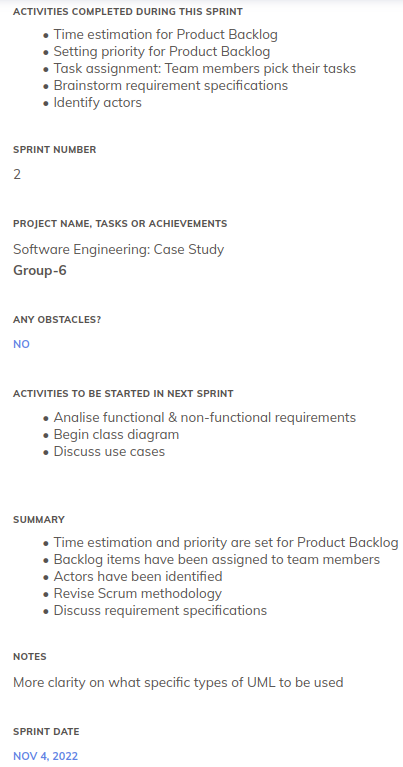 ACTIVITIES COMPLETED DURING THIS SPRINT
• Time estimation for Product Backlog
• Setting priority for Product Backlog
• Task assignment: Team members pick their tasks
• Brainstorm requirement specifications
• Identify actors
SPRINT NUMBER
2
PROJECT NAME, TASKS OR ACHIEVEMENTS
Software Engineering: Case Study
Group-6
ANY OBSTACLES?
NO
ACTIVITIES TO BE STARTED IN NEXT SPRINT
• Analise functional & non-functional requirements
• Begin class diagram
• Discuss use cases
SUMMARY
• Time estimation and priority are set for Product Backlog
• Backlog items have been assigned to team members
• Actors have been identified
• Revise Scrum methodology
• Discuss requirement specifications
NOTES
More clarity on what specific types of UML to be used
SPRINT DATE
NOV 4, 2022